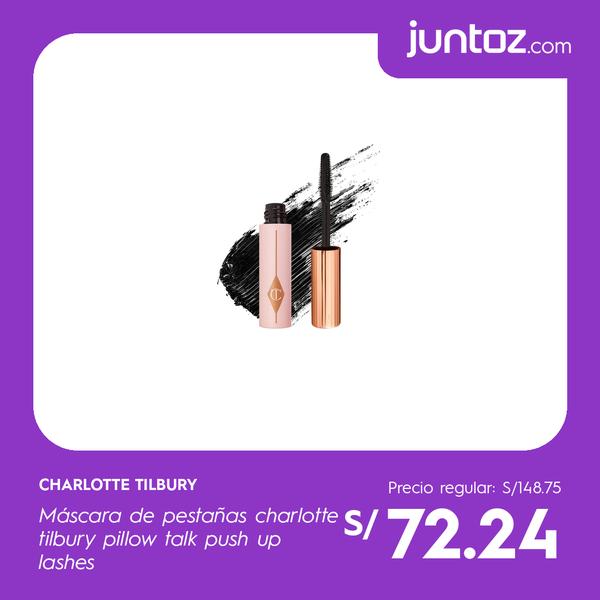 juntoz.com
CHARLOTTE TILBURY
Máscara de pestañas charlotte
tilbury pillow talk push up
lashes
Precio regular: S/148.75
S/72.24